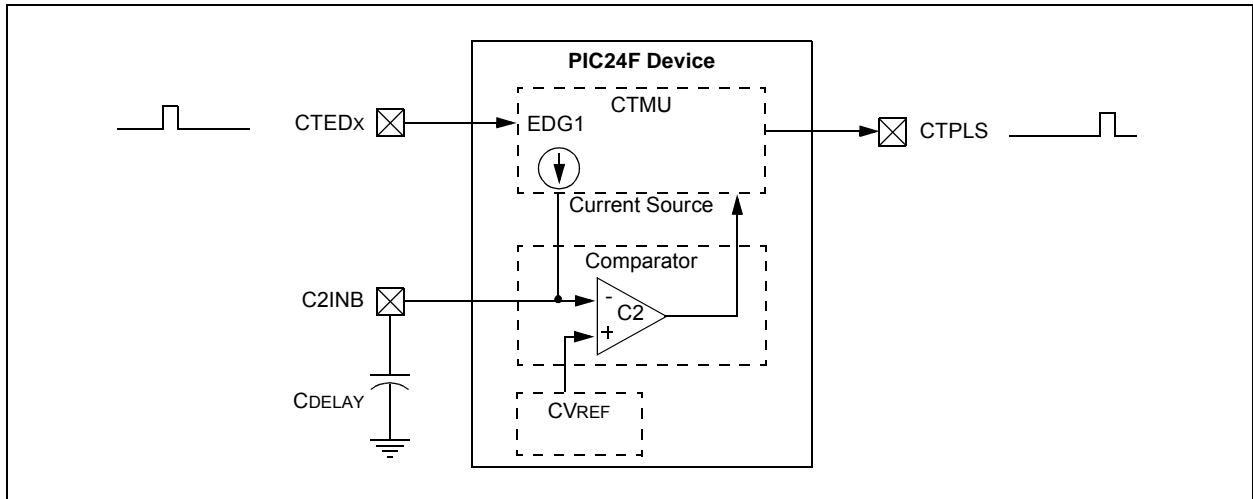 PIC24F Device
CTMU
CTEDX
EDG1
CTPLS
Current Source
Comparator
C2INB
-
C2
+
CDELAY
CVREF